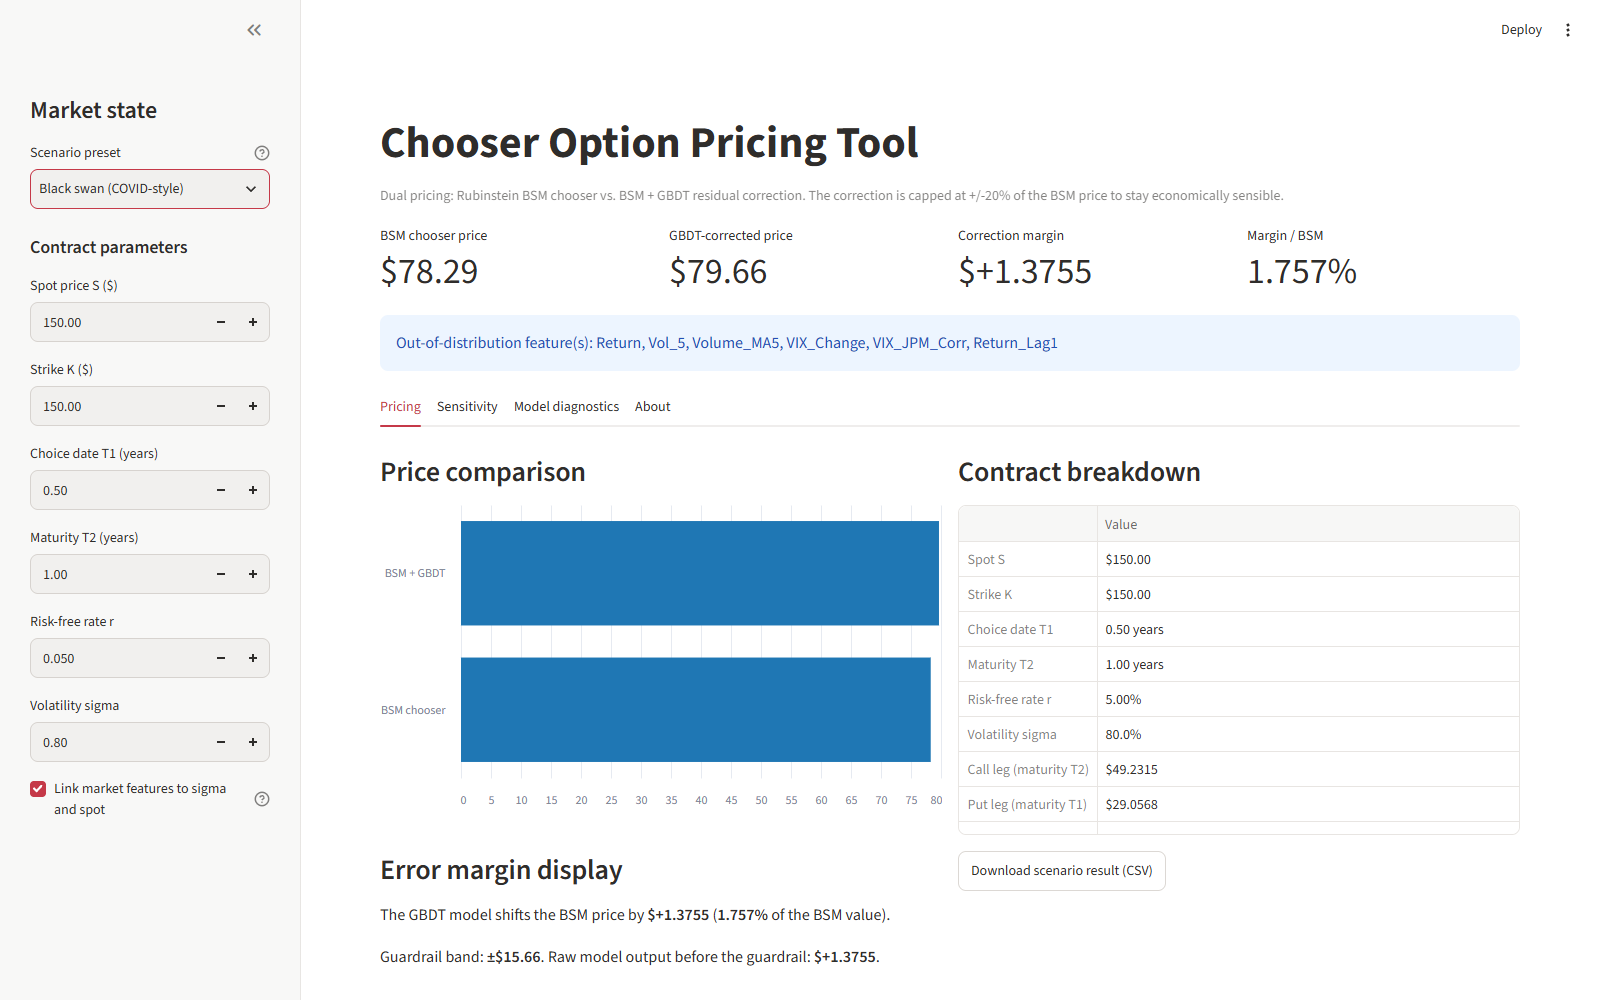 Deploy
Market state
Scenario preset
Black swan (COVID-style)
Contract parameters
Spot price S ($)
150.00
Strike K ($)
150.00
Choice date T1 (years)
0.50
Maturity T2 (years)
1.00
Risk-free rate r
0.050
Volatility sigma
0.80
Link market features to sigma
and spot
Chooser Option Pricing Tool
Dual pricing: Rubinstein BSM chooser vs. BSM + GBDT residual correction. The correction is capped at +/-20% of the BSM price to stay economically sensible.
BSM chooser price
$78.29
GBDT-corrected price
$79.66
Correction margin
$+1.3755
Margin / BSM
1.757%
Out-of-distribution feature(s): Return, Vol_5, Volume_MA5, VIX_Change, VIX_JPM_Corr, Return_Lag1
Pricing Sensitivity Model diagnostics About
Price comparison
BSM + GBDT
BSM chooser
0 5 10 15 20 25 30 35 40 45 50 55 60 65 70 75 80
Contract breakdown
Value
Spot S $150.00
Strike K $150.00
Choice date T1 0.50 years
Maturity T2 1.00 years
Risk-free rate r 5.00%
Volatility sigma 80.0%
Call leg (maturity T2) $49.2315
Put leg (maturity T1) $29.0568
Download scenario result (CSV)
Error margin display
The GBDT model shifts the BSM price by $+1.3755 (1.757% of the BSM value).
Guardrail band: ±$15.66. Raw model output before the guardrail: $+1.3755.